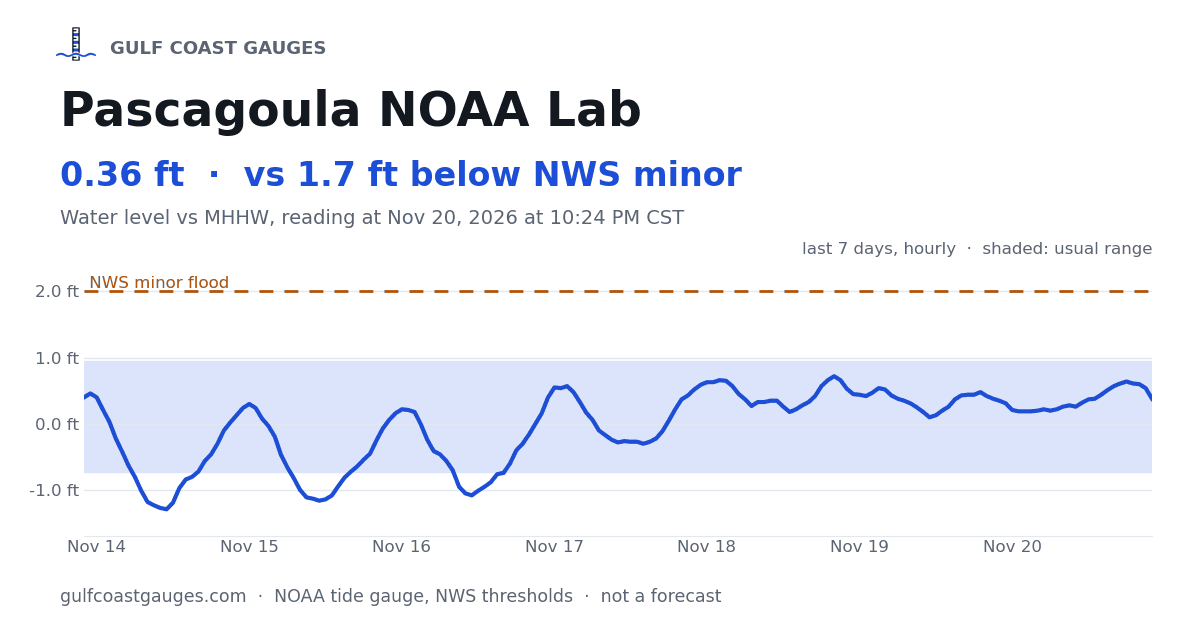 GULF COAST GAUGES
Pascagoula NOAA Lab
0.36 ft · vs 1.7 ft below NWS minor
Water level vs MHHW, reading at Nov 20, 2026 at 10:24 PM CST
last 7 days, hourly · shaded: usual range
NWS minor flood
2.0 ft
1.0 ft
0.0 ft
-1.0 ft
Nov 14 Nov 15 Nov 16 Nov 17 Nov 18 Nov 19 Nov 20
gulfcoastgauges.com · NOAA tide gauge, NWS thresholds · not a forecast